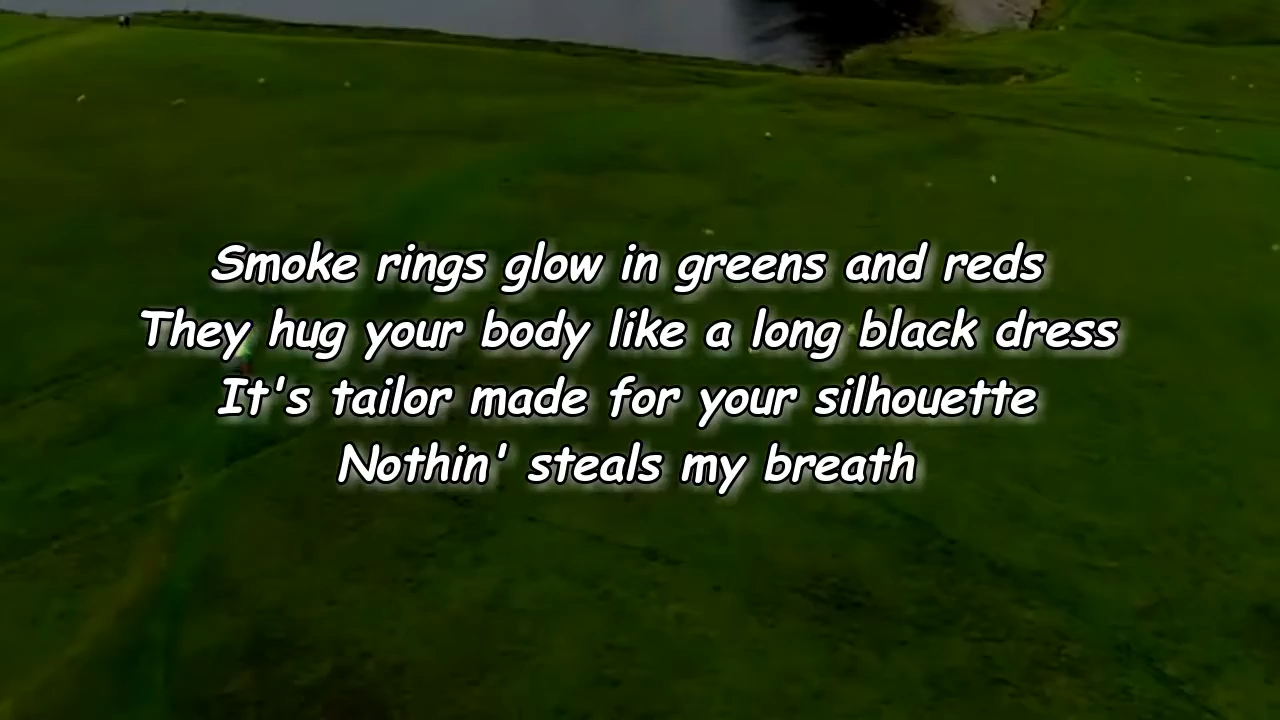 Smoke rings glow in greens and reds
They hug your body like a long black dress
It's tailor made for your silhouette
Nothin' steals my breath